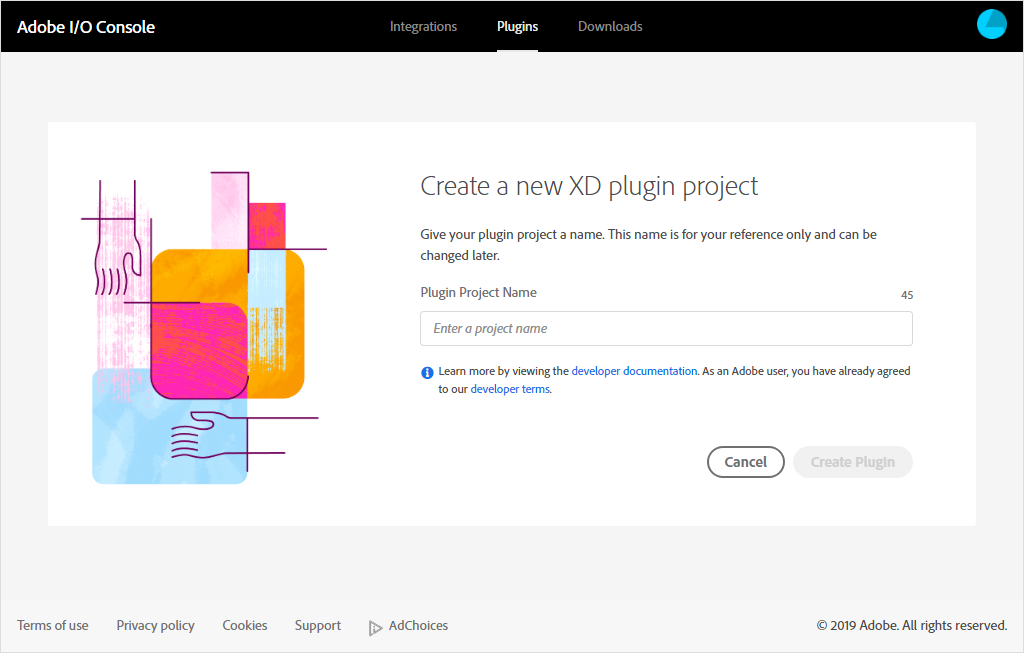 Adobe I/O Console
Integrations
Plugins
Downloads
Create a new XD plugin project
Give your plugin project a name. This name is for your reference only and can be
changed later.
Plugin Project Name
45
Enter a project name
Learn more by viewing the developer documentation. As an Adobe user, you have already agreed
to our developer terms.
Cancel
Create Plugin
Terms of use
Privacy policy
Cookies
Support
AdChoices
© 2019 Adobe. All rights reserved.